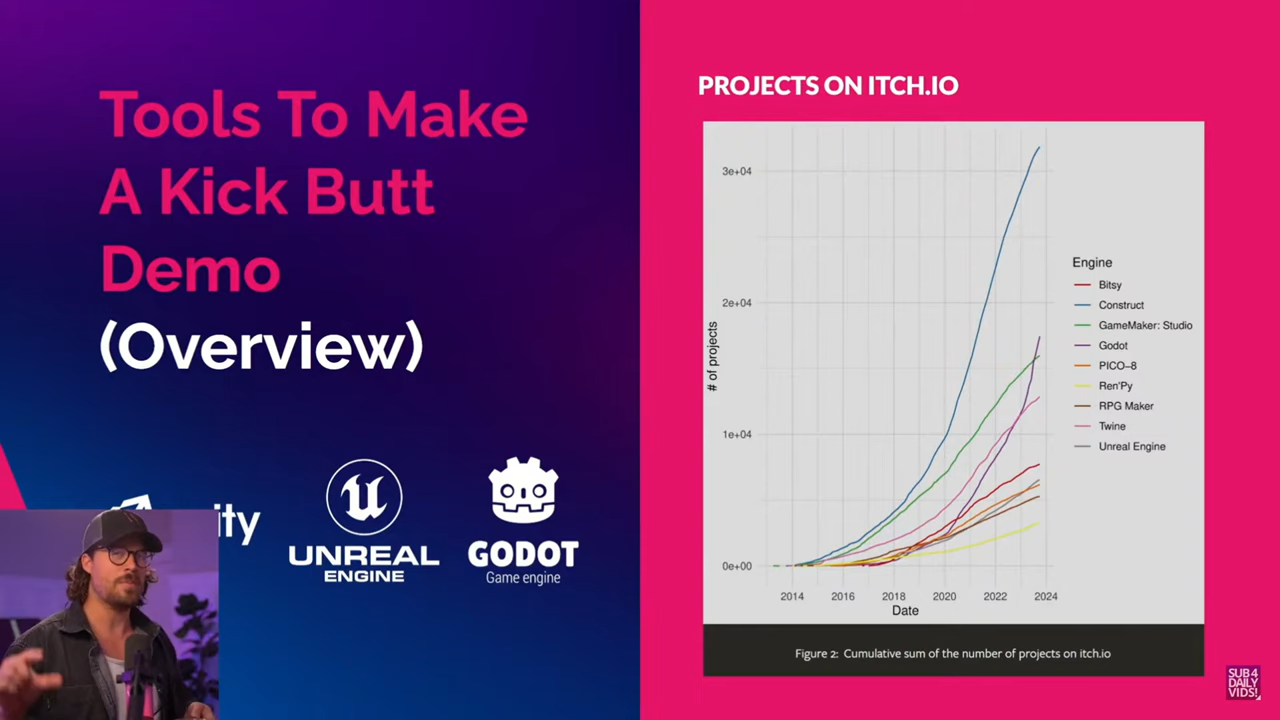 Tools To Make
A Kick Butt
Demo
(Overview)
ity
UNREAL
ENGINE
GODOT
Game engine
PROJECTS ON ITCH.IO
3e+04
2e+04
1e+04
0e+00
# of projects
2014 2016 2018 2020 2022 2024
Date
Engine
Bitsy
Construct
GameMaker: Studio
Godot
PICO–8
Ren'Py
RPG Maker
Twine
Unreal Engine
Figure 2: Cumulative sum of the number of projects on itch.io
SUB 4
DAILY
VIDS!